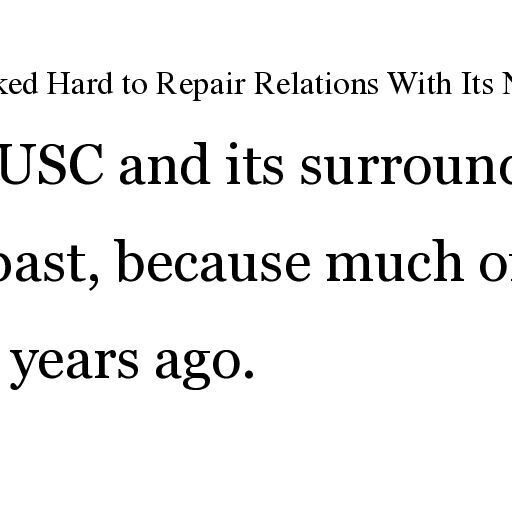 ked Hard to Repair Relations With Its
USC and its surround
past, because much of
years ago.